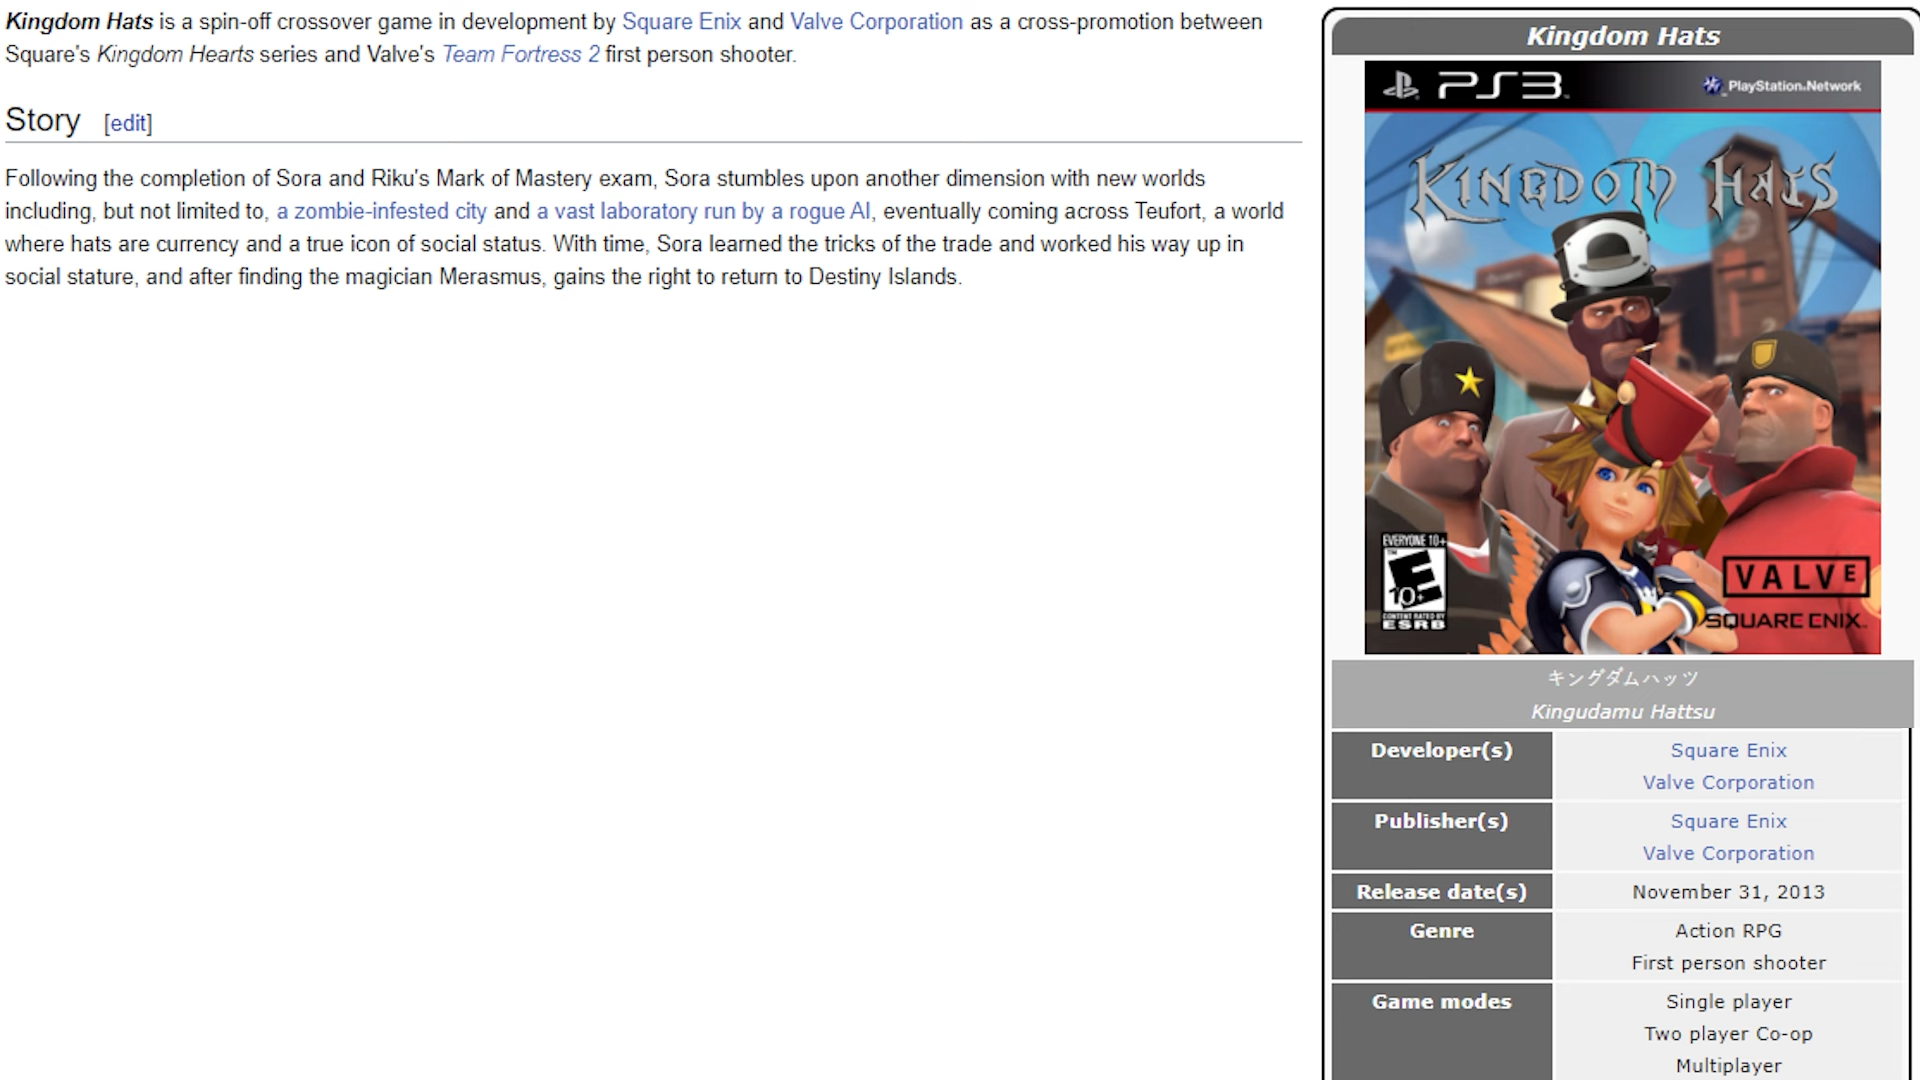 Kingdom Hats is a spin-off crossover game in development by Square Enix and Valve Corporation as a cross-promotion between
Square's Kingdom Hearts series and Valve's Team Fortress 2 first person shooter.
Story [edit]
Following the completion of Sora and Riku's Mark of Mastery exam, Sora stumbles upon another dimension with new worlds
including, but not limited to, a zombie-infested city and a vast laboratory run by a rogue AI, eventually coming across Teufort, a world
where hats are currency and a true icon of social status. With time, Sora learned the tricks of the trade and worked his way up in
social stature, and after finding the magician Merasmus, gains the right to return to Destiny Islands.
Kingdom Hats
PS3 PlayStation Network
KINGDOM HATS
EVERYONE 10+
E
10+
CONTENT RATED BY
ESRB
VALVE
SQUARE ENIX
キングダムハッツ
Kingudamu Hattsu
Developer(s)
Square Enix
Valve Corporation
Publisher(s)
Square Enix
Valve Corporation
Release date(s)
November 31, 2013
Genre
Action RPG
First person shooter
Game modes
Single player
Two player Co-op
Multiplayer